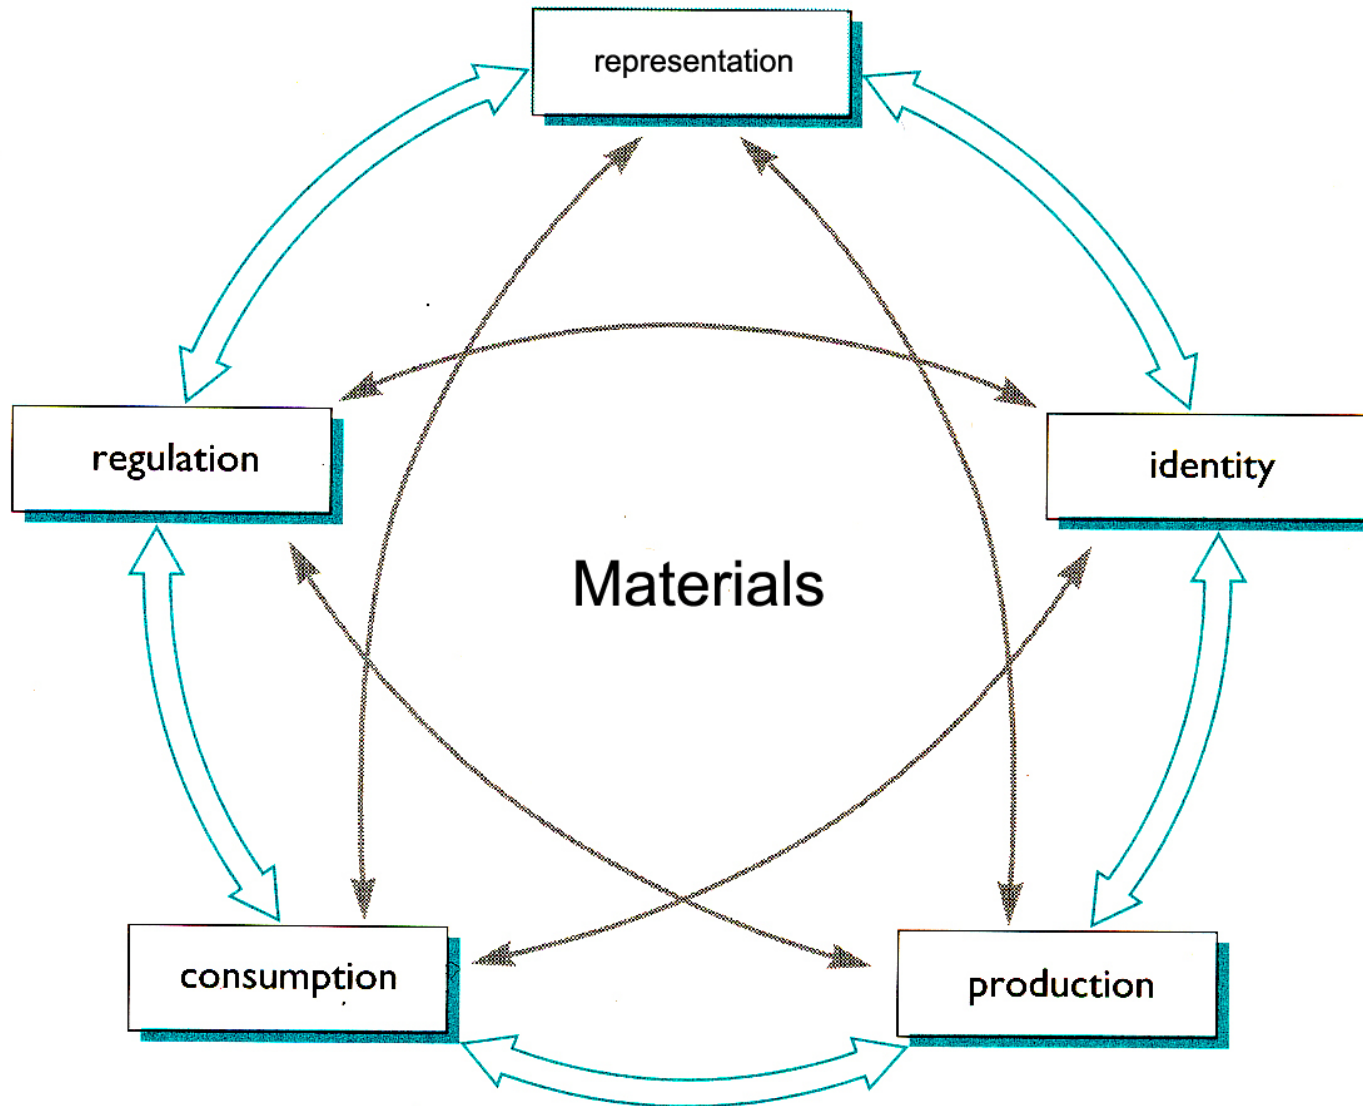 representation
regulation
identity
Materials
consumption
production